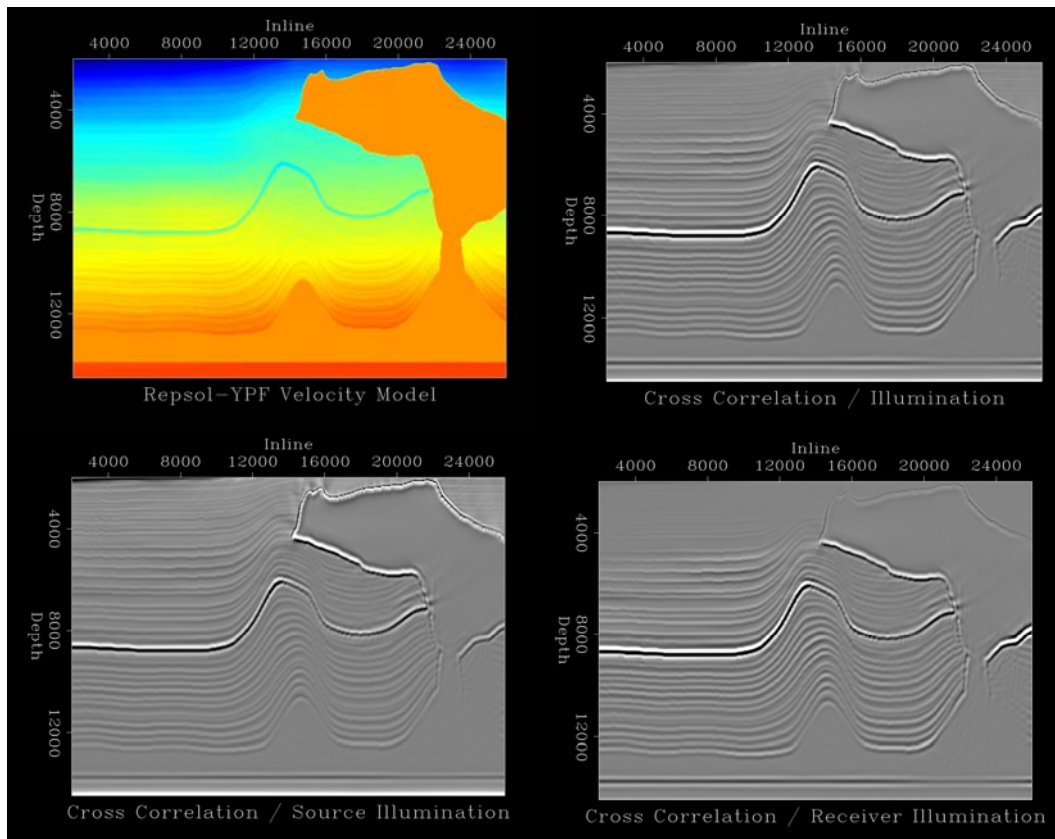 Inline
4000 8000 12000 16000 20000 24000
4000 8000 12000
Depth
Repsol-YPF Velocity Model
Inline
4000 8000 12000 16000 20000 24000
4000 8000 12000
Depth
Cross Correlation / Illumination
Inline
4000 8000 12000 16000 20000 24000
4000 8000 12000
Depth
Cross Correlation / Source Illumination
Inline
4000 8000 12000 16000 20000 24000
4000 8000 12000
Depth
Cross Correlation / Receiver Illumination